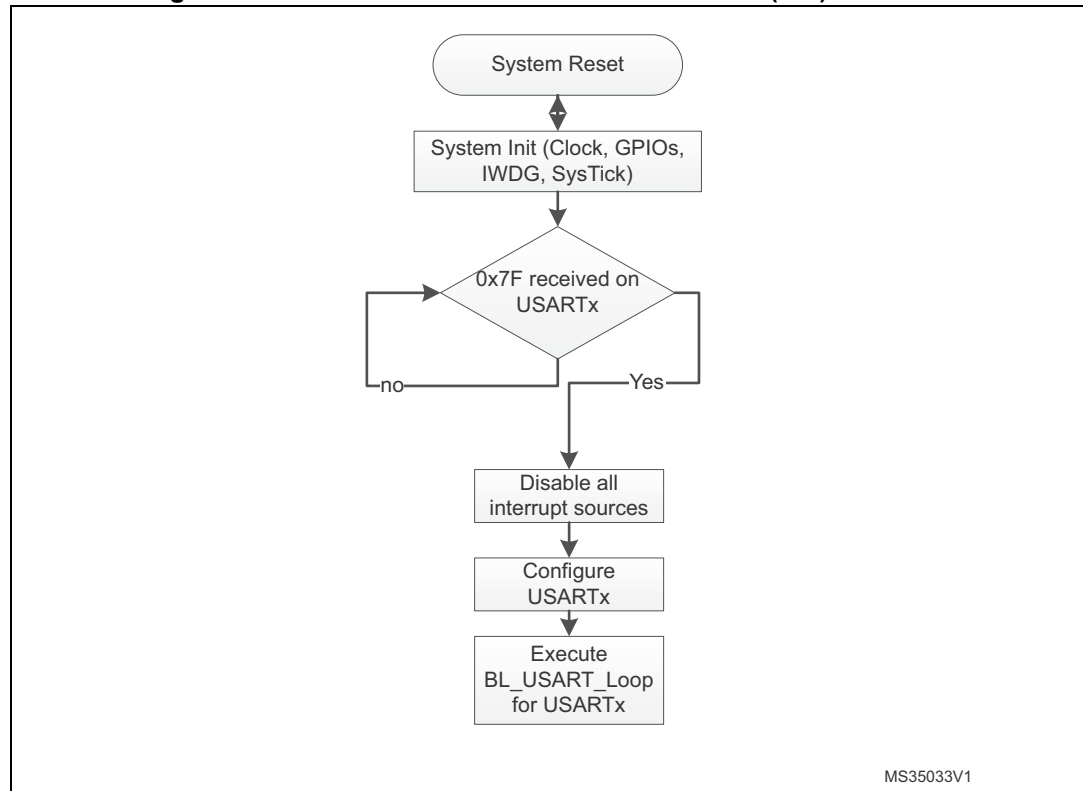 System Reset
System Init (Clock, GPIOs,
IWDG, SysTick)
0x7F received on
USARTx
no
Yes
Disable all
interrupt sources
Configure
USARTx
Execute
BL_USART_Loop
for USARTx
MS35033V1